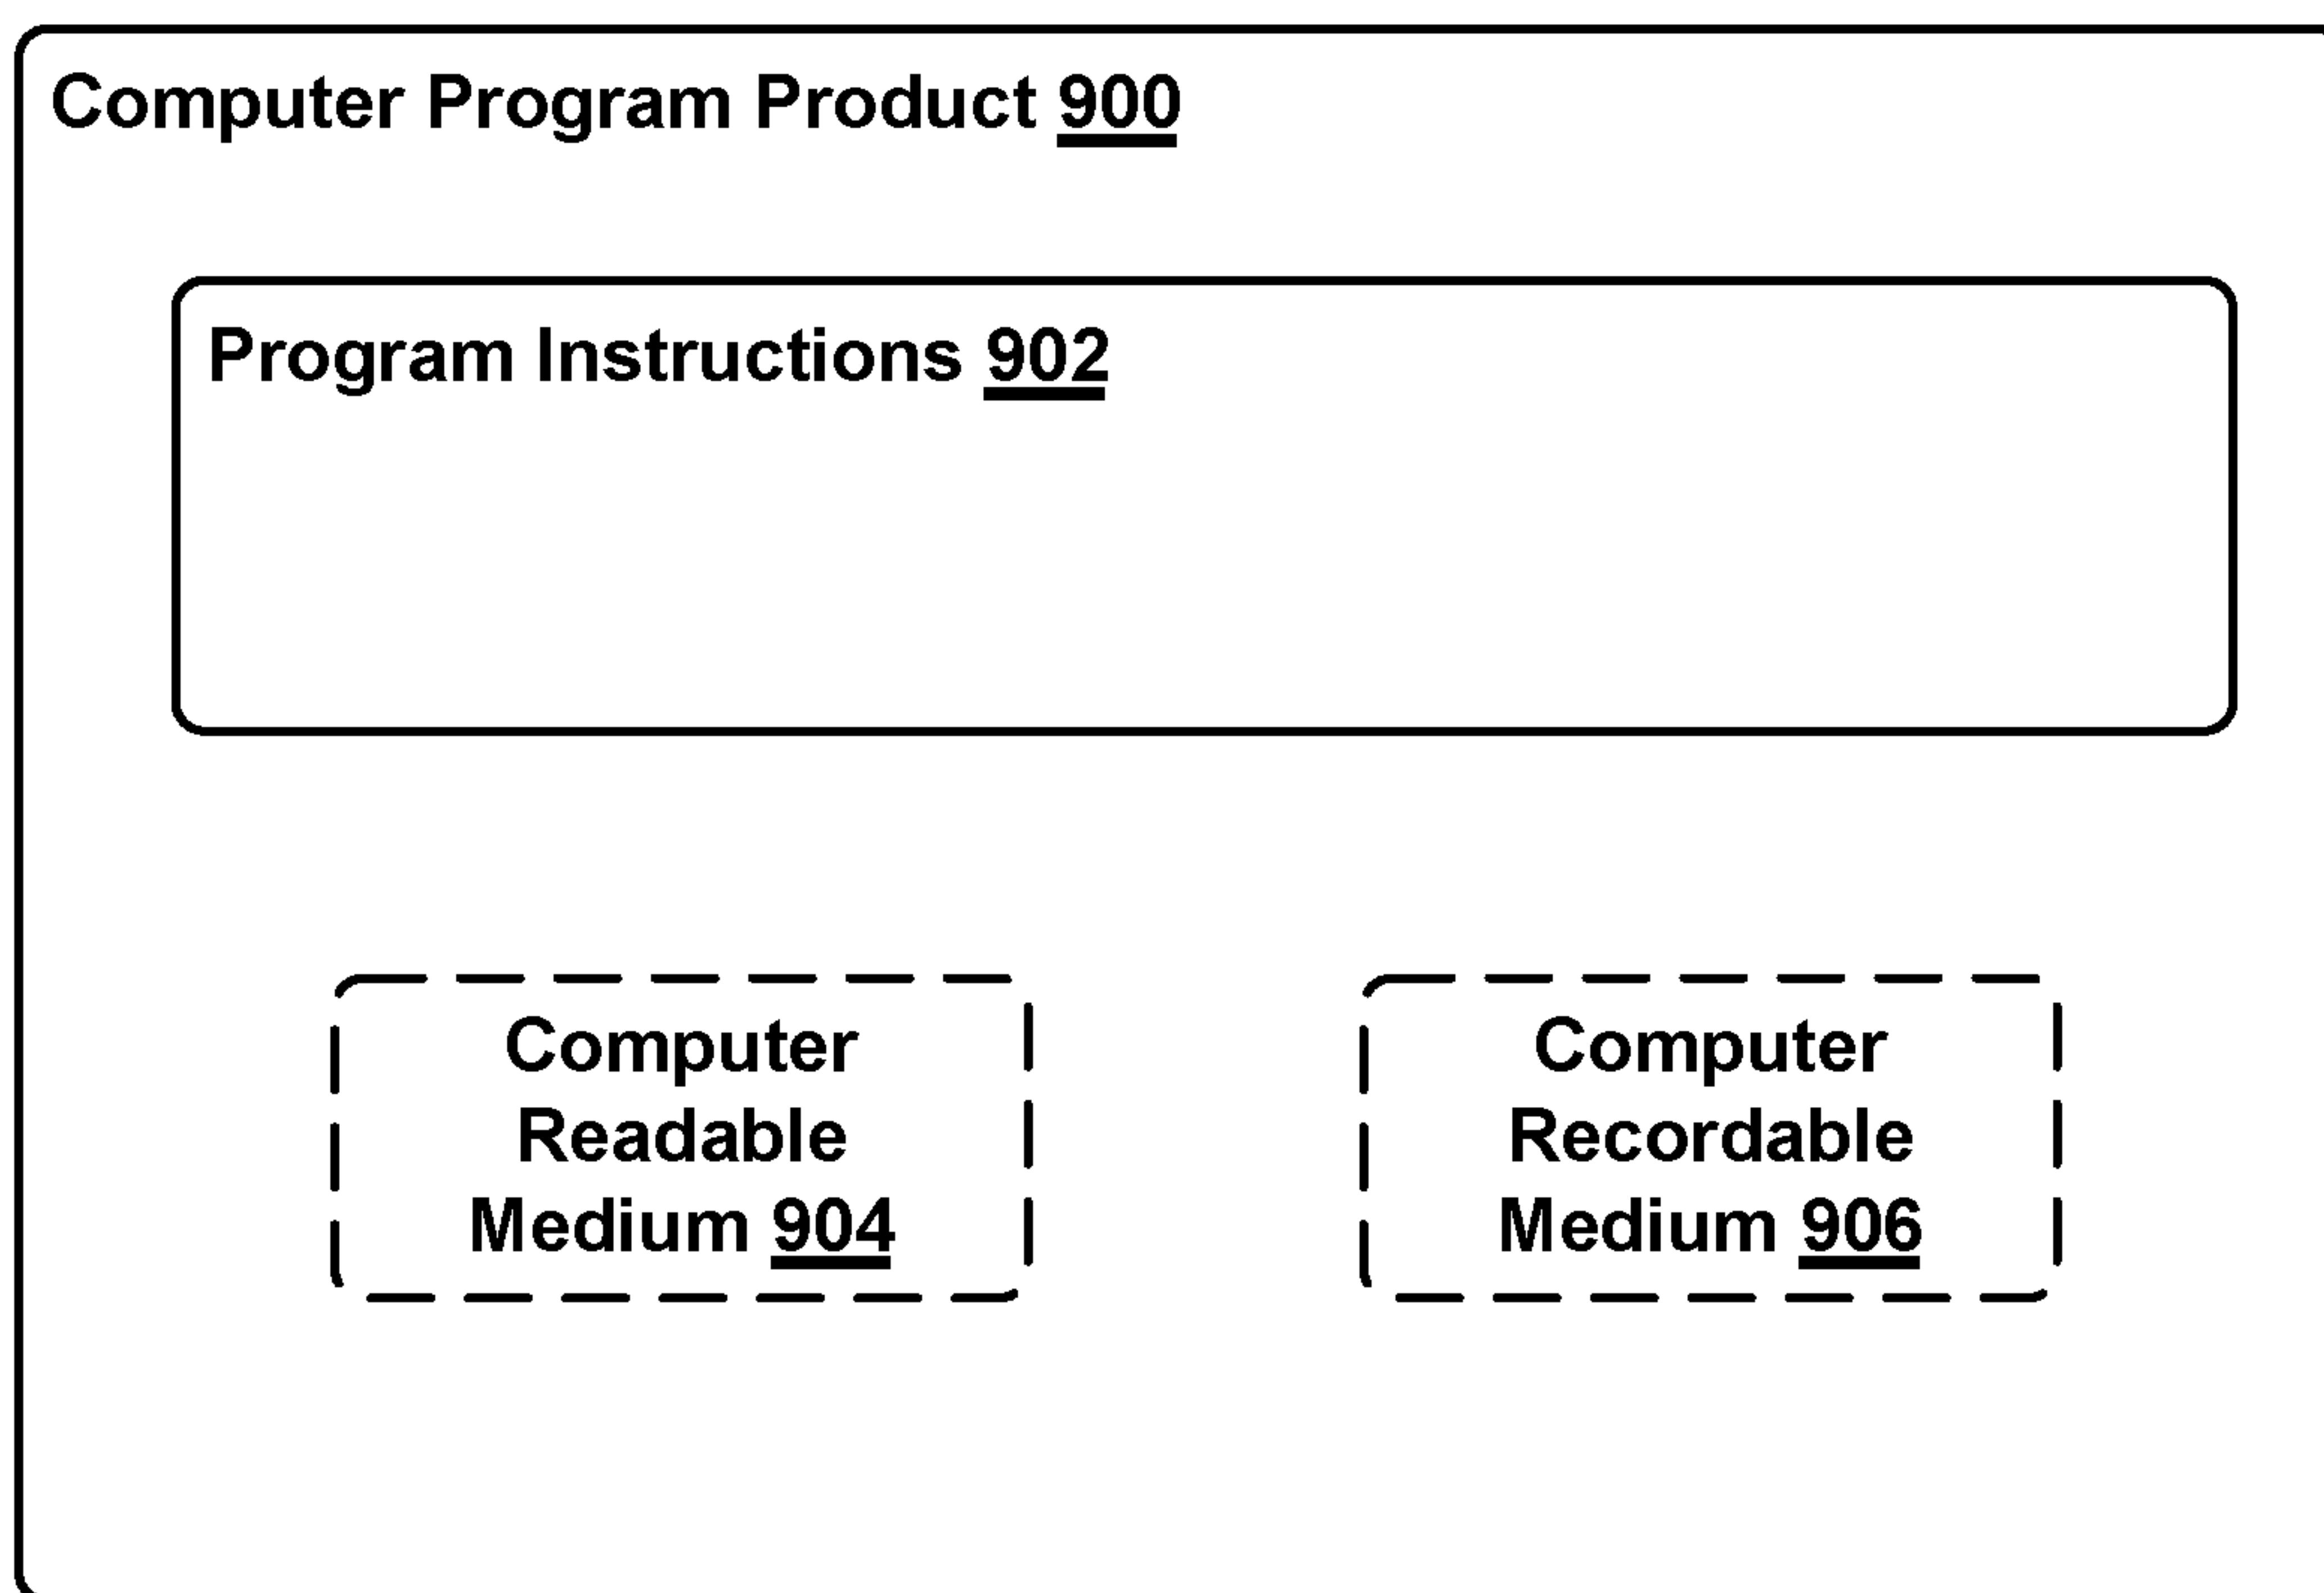 Computer Program Product 900
Program Instructions 902
Computer
Readable
Medium 904
Computer
Recordable
Medium 906